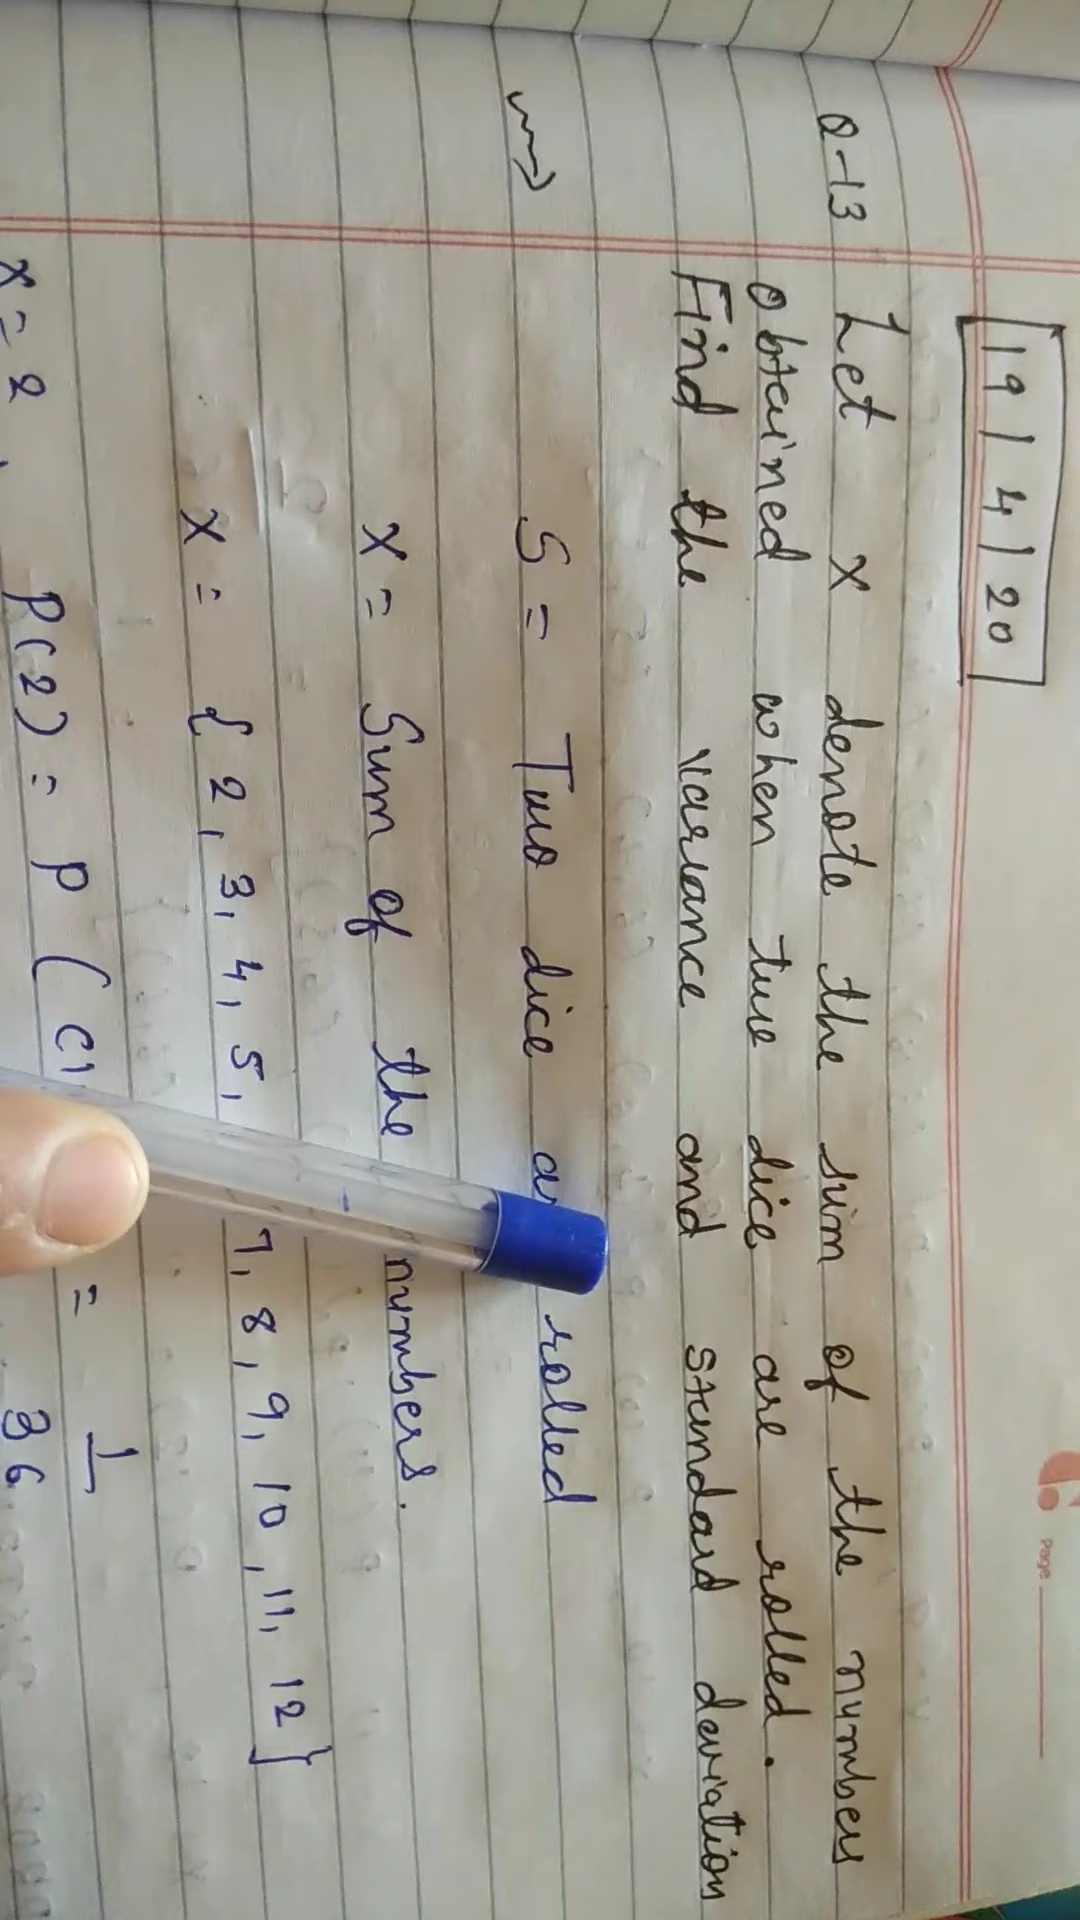 Page
19/4/20
Q-13 Let x denote the sum of the numbers
obtained when two dice are rolled.
Find the variance and standard deviation
S = Two dice rolled
x = Sum of the numbers.
x = { 2, 3, 4, 5, 7, 8, 9, 10, 11, 12 }
x = 2, P(2) = P ( (1 = 1/36